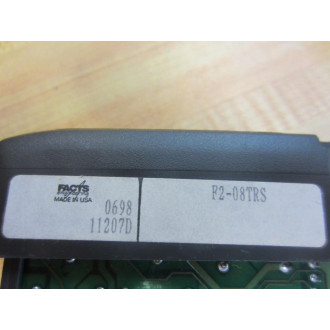 FACTS
MADE IN USA
0698
11207D
F2-08TRS